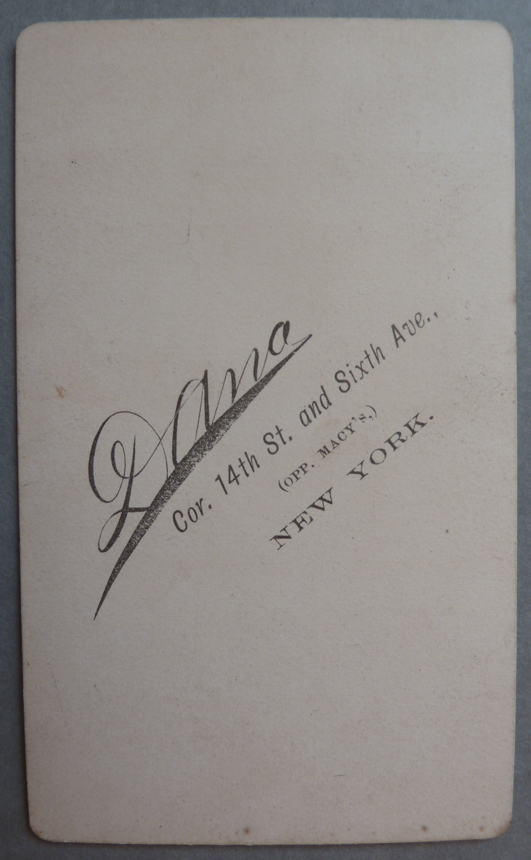 Dana
Cor. 14th St. and Sixth Ave.,
(OPP. MACY'S,)
NEW YORK.